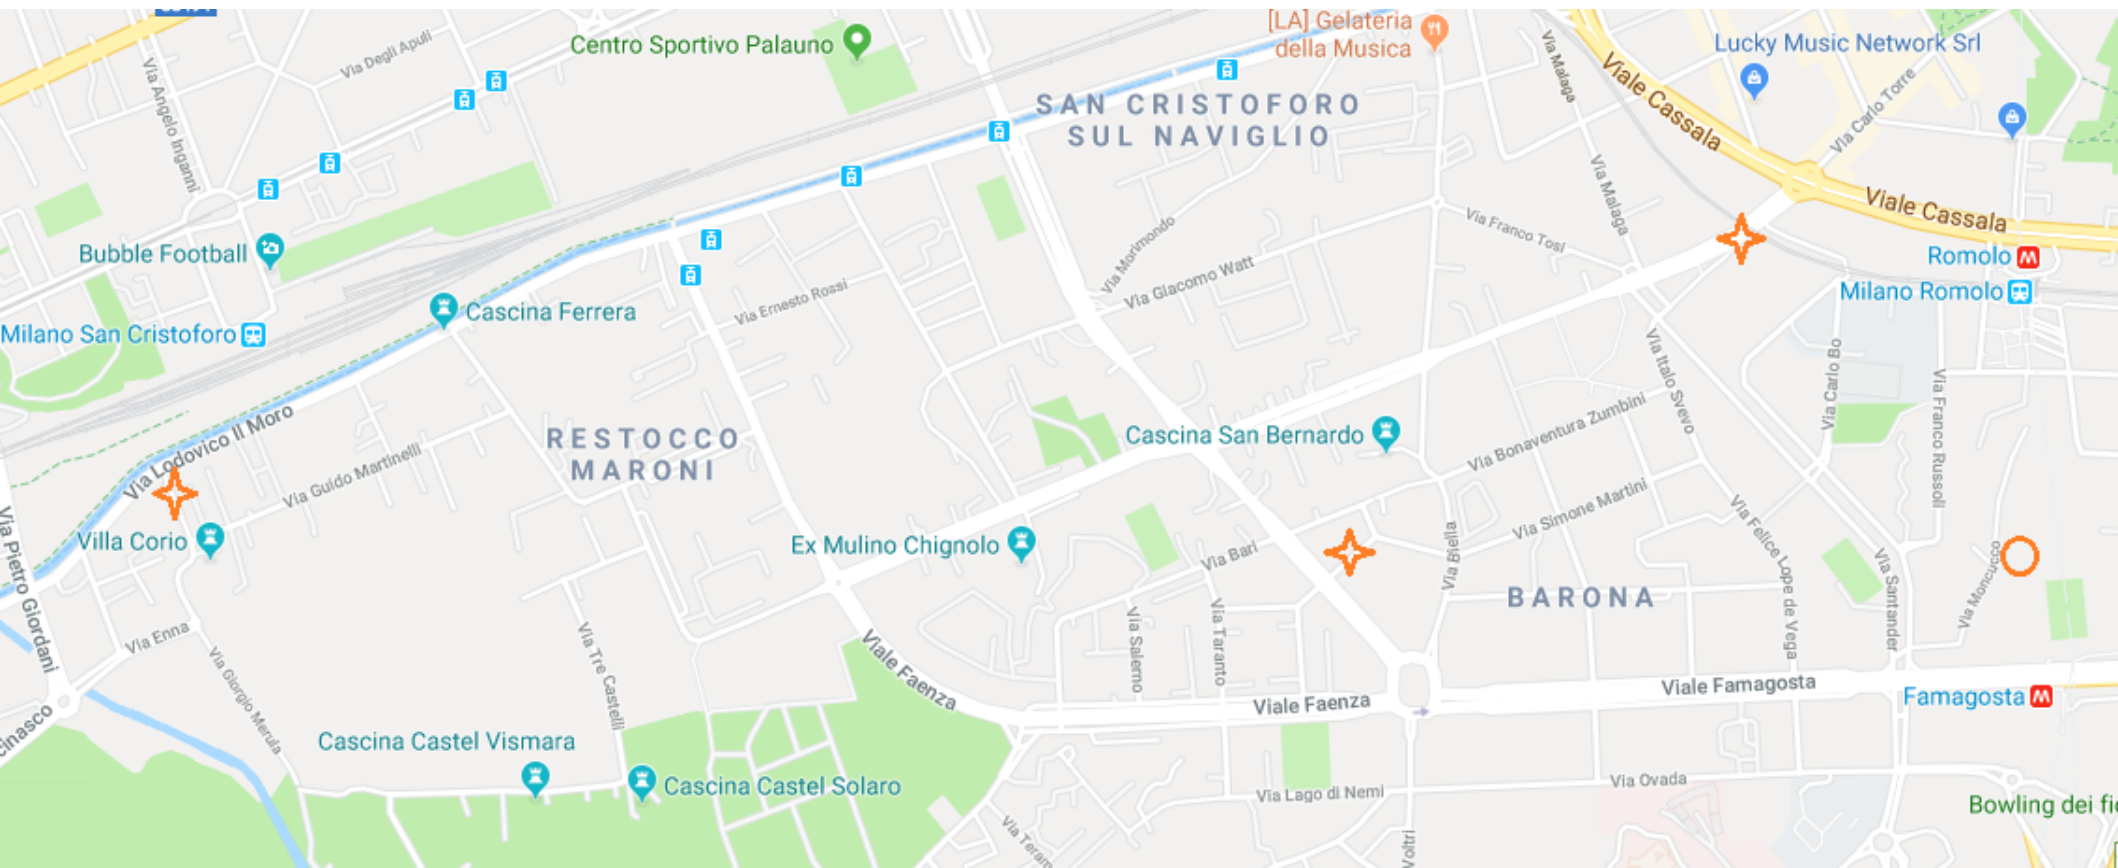 Via Degli Apuli
Centro Sportivo Palauno
[LA] Gelateria
della Musica
Via Malaga
Lucky Music Network Srl
Viale Cassala
Via Carlo Torre
Via Angelo Inganni
SAN CRISTOFORO
SUL NAVIGLIO
Via Malaga
Viale Cassala
Bubble Football
Via Morimondo
Via Franco Tosi
Via Giacomo Watt
Romolo
M
Milano Romolo
Cascina Ferrera
Via Ernesto Rossi
Milano San Cristoforo
Via Italo Svevo
Via Carlo Bo
Via Franco Russoli
Via Lodovico Il Moro
RESTOCCO
MARONI
Cascina San Bernardo
Via Bonaventura Zumbini
Via Guido Martinelli
Via Simone Martini
Villa Corio
Via Pietro Giordani
Ex Mulino Chignolo
Via Bari
Via Biella
Via Felice Lope de Vega
Via Santander
Via Moncucco
BARONA
Via Enna
Via Giorgio Merula
Via Tre Castelli
Viale Faenza
Via Salerno
Via Taranto
Viale Faenza
Viale Famagosta
Famagosta
M
cinasco
Cascina Castel Vismara
Cascina Castel Solaro
Via Lago di Nemi
Via Ovada
Bowling dei fio
Via Teram
Voltri